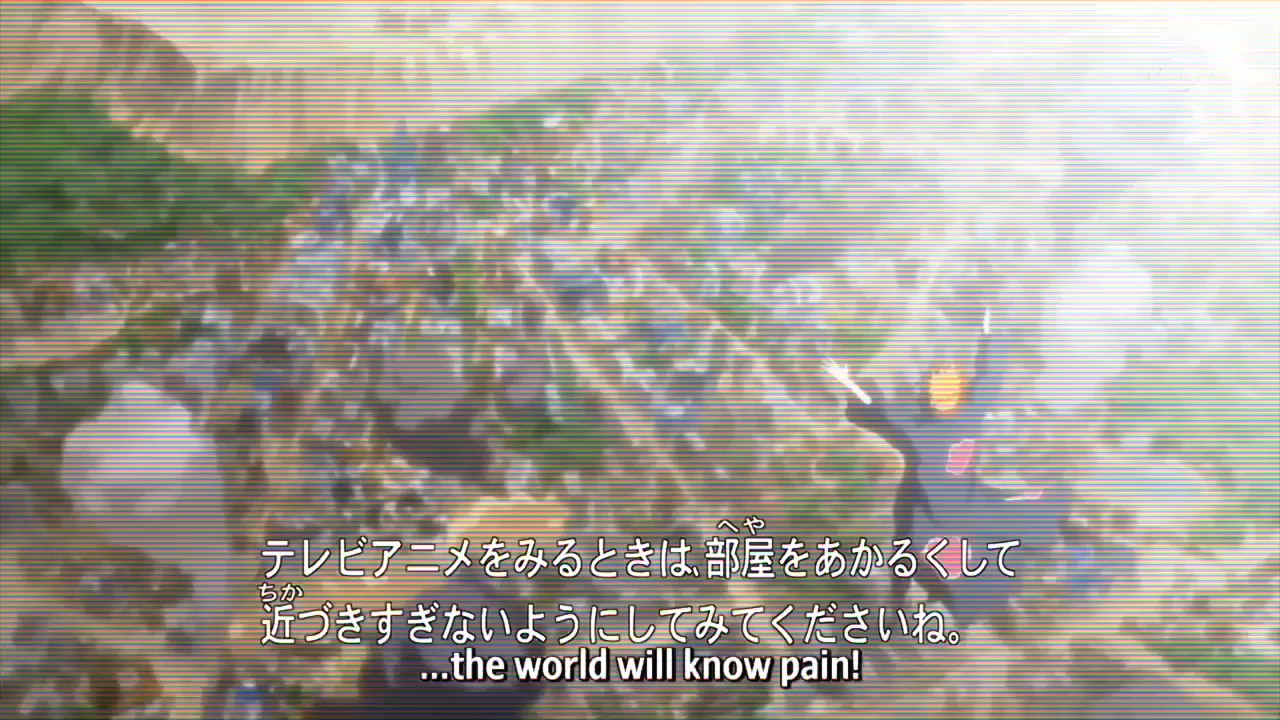 テレビアニメをみるときは、部屋をあかるくして
近づきすぎないようにしてみてくださいね。
...the world will know pain!